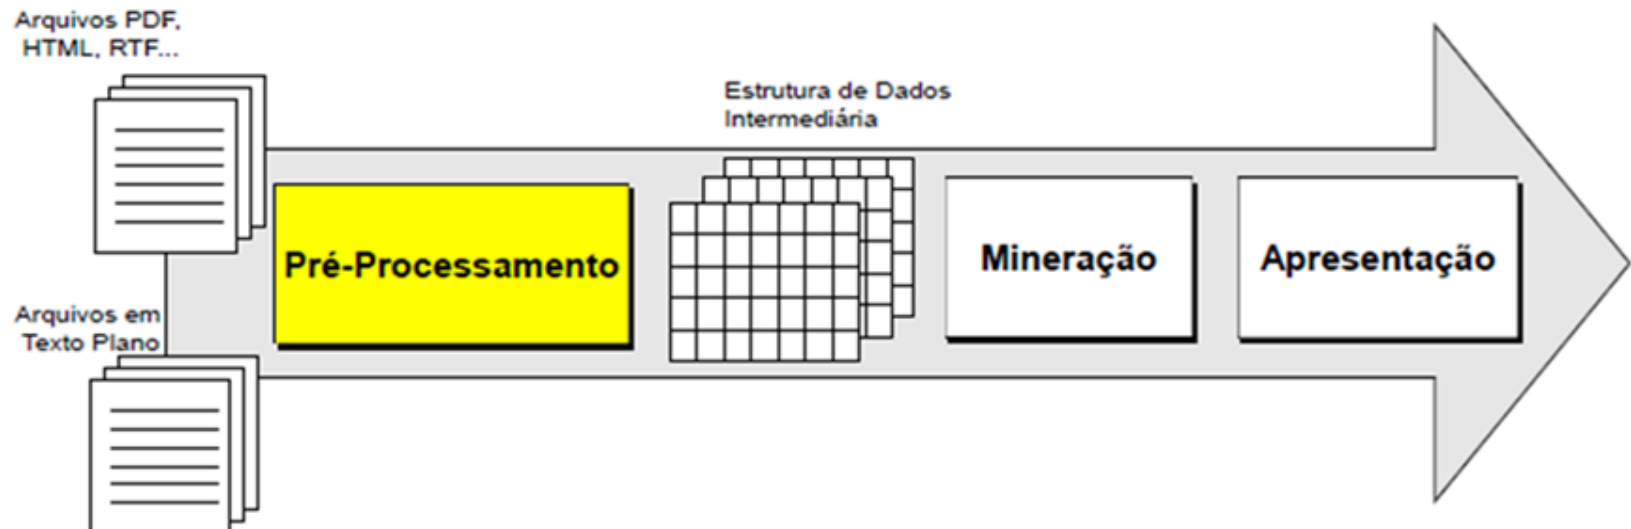 Arquivos PDF,
HTML, RTF...
Estrutura de Dados
Intermediária
Pré-Processamento
Mineração
Apresentação
Arquivos em
Texto Plano